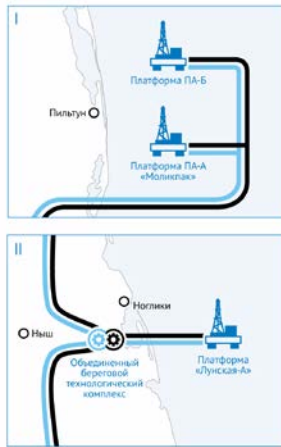 I
Платформа ПА-Б
Пильтун
Платформа ПА-А
«Моликпак»
II
Ноглики
Ныш
Объединенный
береговой
технологический
комплекс
Платформа
«Лунская-А»